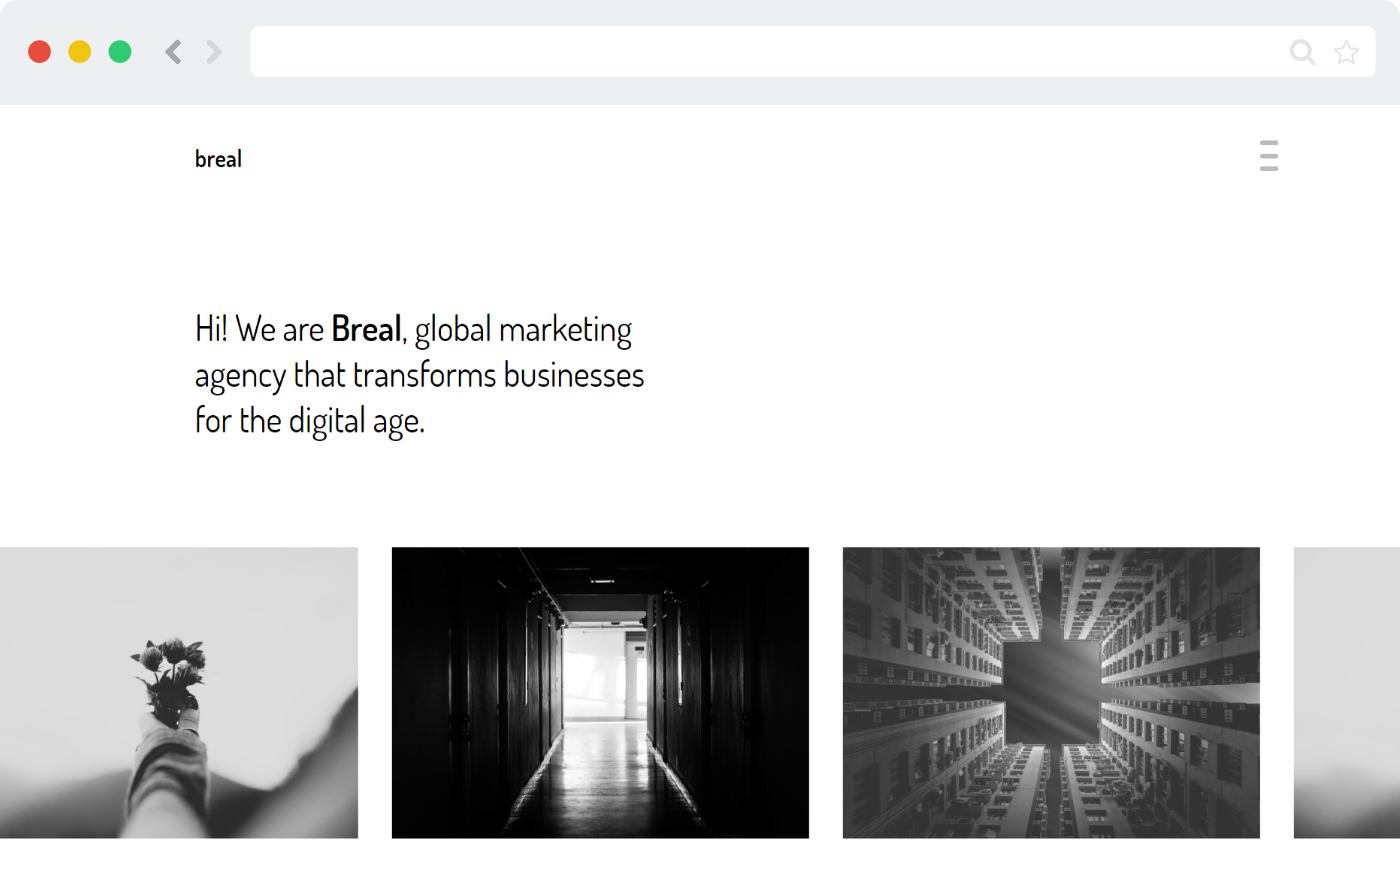 breal
Hi! We are Breal, global marketing
agency that transforms businesses
for the digital age.